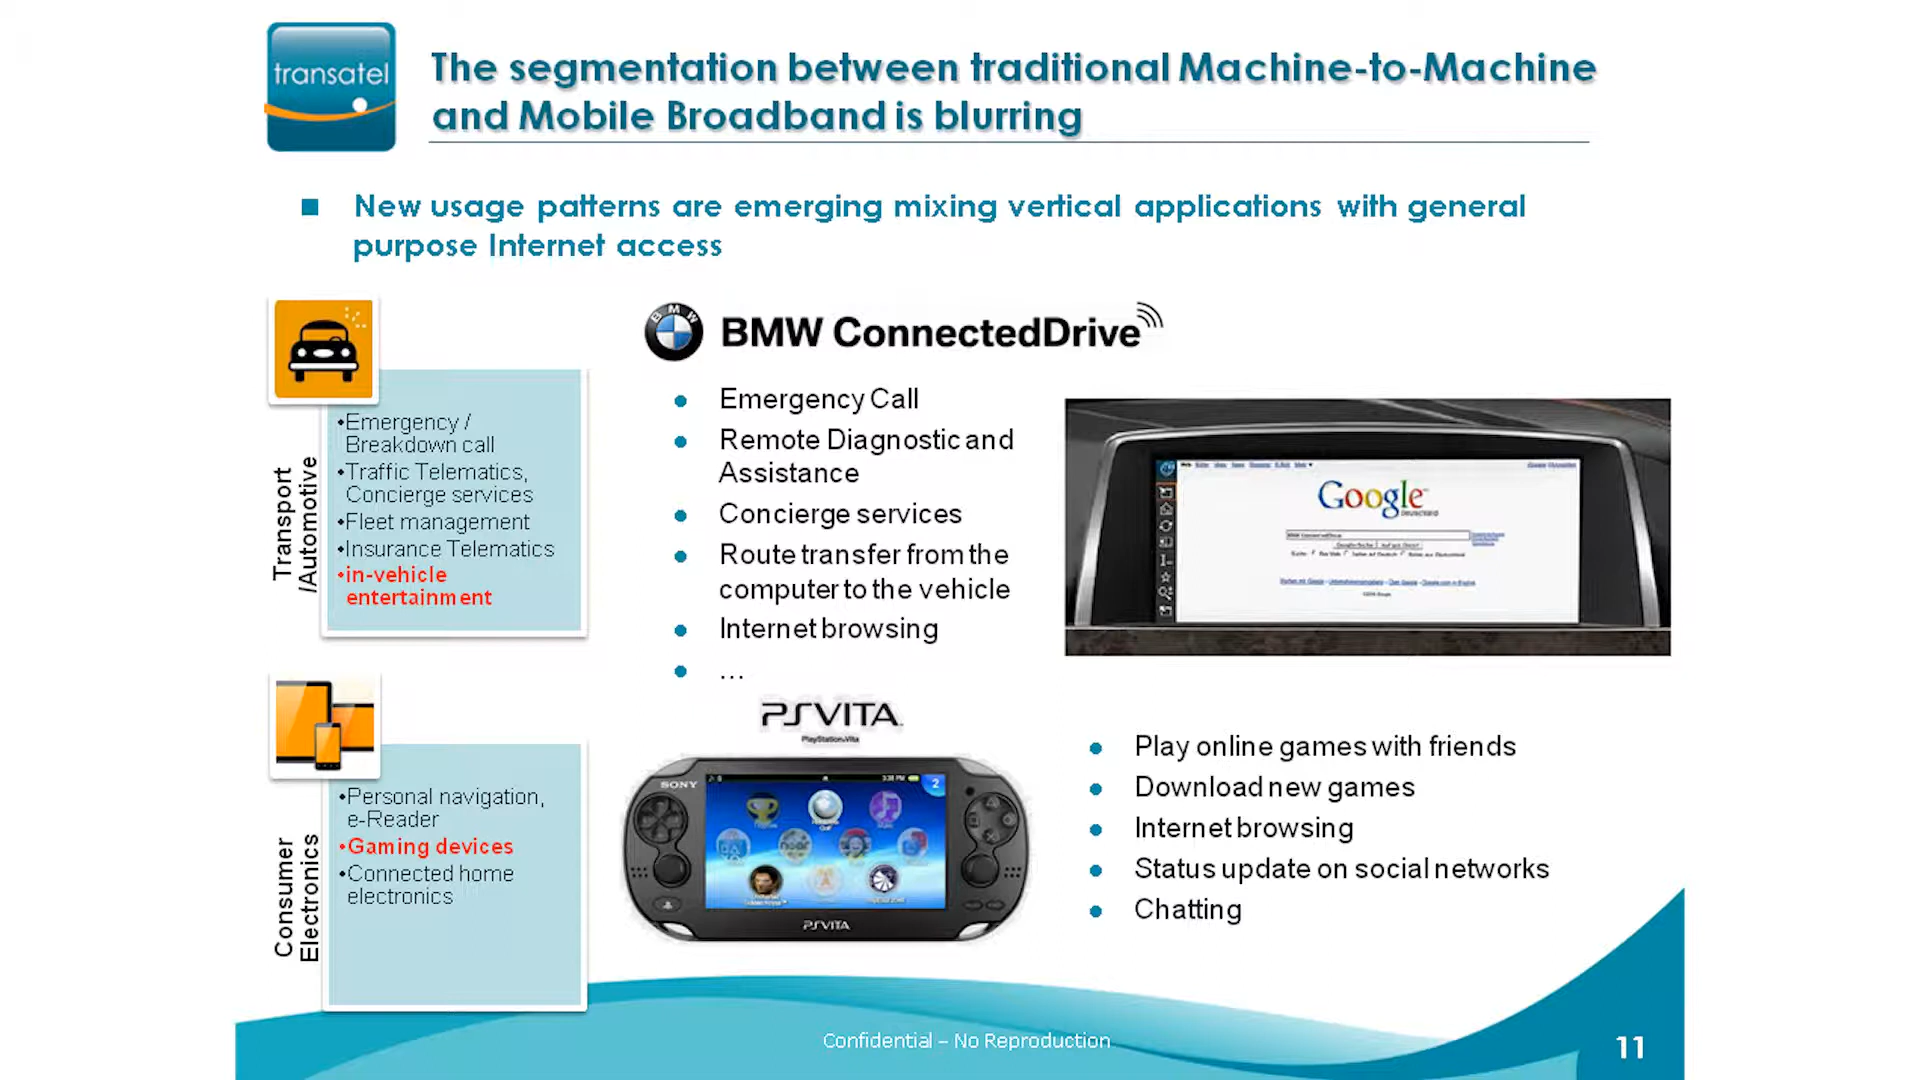 transatel
The segmentation between traditional Machine-to-Machine
and Mobile Broadband is blurring
New usage patterns are emerging mixing vertical applications with general
purpose Internet access
BMW
BMW ConnectedDrive
Transport
/Automotive
•Emergency /
Breakdown call
•Traffic Telematics,
Concierge services
•Fleet management
•Insurance Telematics
•in-vehicle
entertainment
• Emergency Call
• Remote Diagnostic and
Assistance
• Concierge services
• Route transfer from the
computer to the vehicle
• Internet browsing
• ...
Google
Consumer
Electronics
•Personal navigation,
e-Reader
•Gaming devices
•Connected home
electronics
PSVITA
PlayStation.Vita
SONY
2
PSVITA
• Play online games with friends
• Download new games
• Internet browsing
• Status update on social networks
• Chatting
Confidential – No Reproduction
11